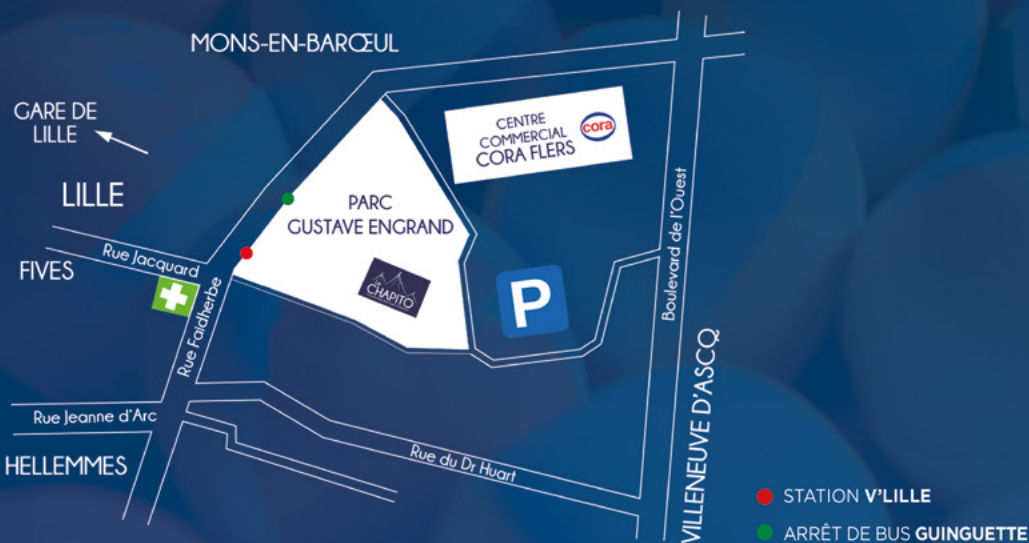 MONS-EN-BARŒUL
GARE DE
LILLE
LILLE
FIVES
Rue Jacquard
Rue Faidherbe
PARC
GUSTAVE ENGRAND
CHAPITÔ
CENTRE
COMMERCIAL
CORA FLERS
cora
P
Boulevard de l'Ouest
VILLENEUVE D'ASCQ
Rue Jeanne d'Arc
HELLEMMES
Rue du Dr Huart
STATION V'LILLE
ARRÊT DE BUS GUINGUETTE